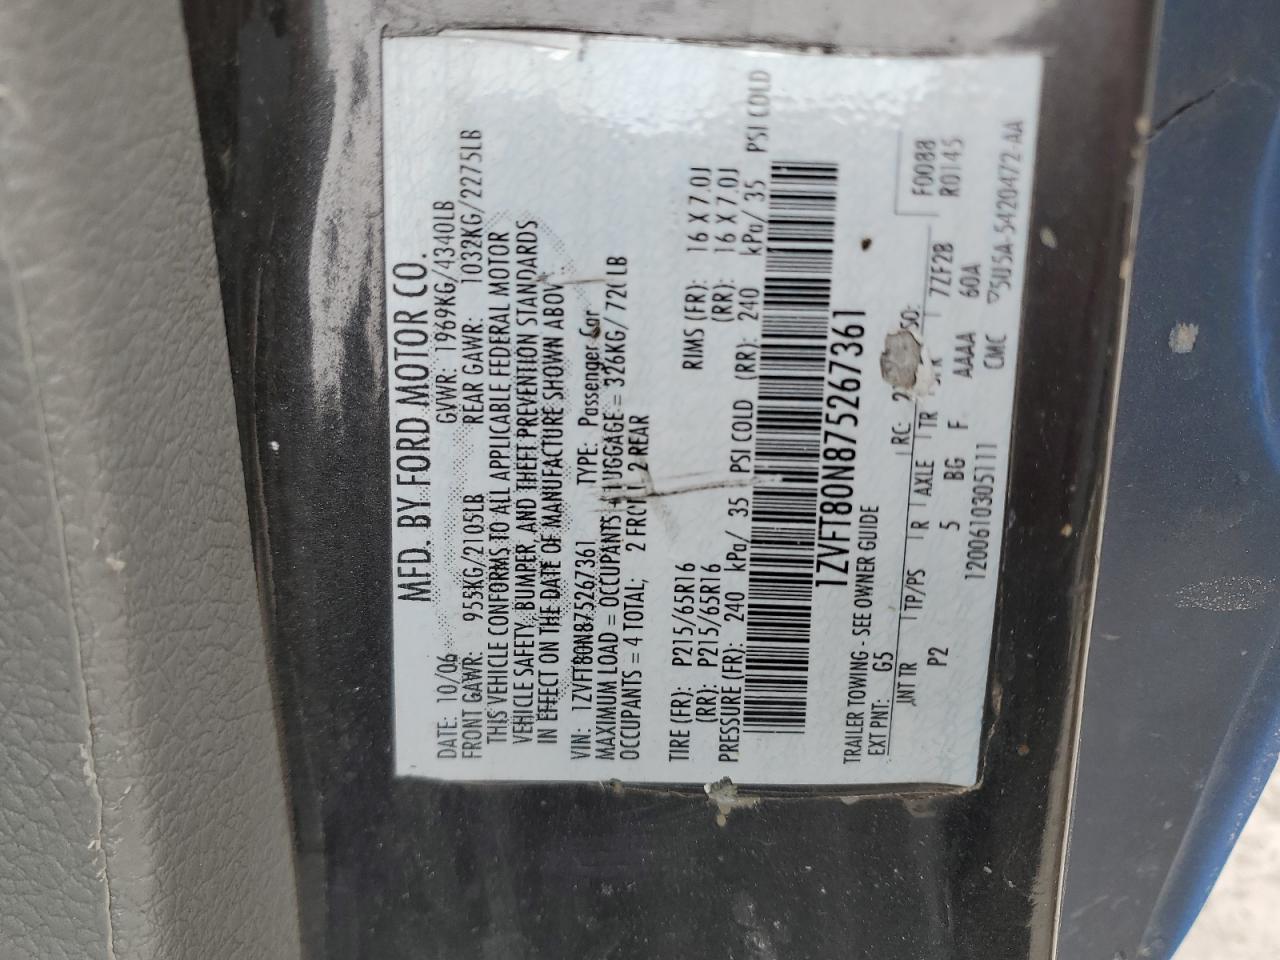 MFD. BY FORD MOTOR CO.
DATE: 10/06 GVWR: 1969KG/4340LB
FRONT GAWR: 955KG/2105LB REAR GAWR: 1032KG/2275LB
THIS VEHICLE CONFORMS TO ALL APPLICABLE FEDERAL MOTOR
VEHICLE SAFETY, BUMPER, AND THEFT PREVENTION STANDARDS
IN EFFECT ON THE DATE OF MANUFACTURE SHOWN ABOVE
VIN: 1ZVFT80N875267361 TYPE: Passenger Car
MAXIMUM LOAD = OCCUPANTS + LUGGAGE = 326KG/
OCCUPANTS = 4 TOTAL; 2 FRONT, 2 REAR
TIRE (FR): P215/65R16 RIMS (FR): 16 X 7.0J
(RR): P215/65R16 (RR): 16 X 7.0J
PRESSURE (FR): 240 kPa/ 35 PSI COLD (RR): 240 kPa/ 35 PSI COLD
1ZVFT80N875267361
TRAILER TOWING - SEE OWNER GUIDE
EXT PNT: G5 RC: DSO: F0088
INT TR TP/PS R AXLE TR 7ZF2B R0145
P2 5 BG F AAAA 60A
12006103051 11 CMC ▽5U5A-5420472-AA